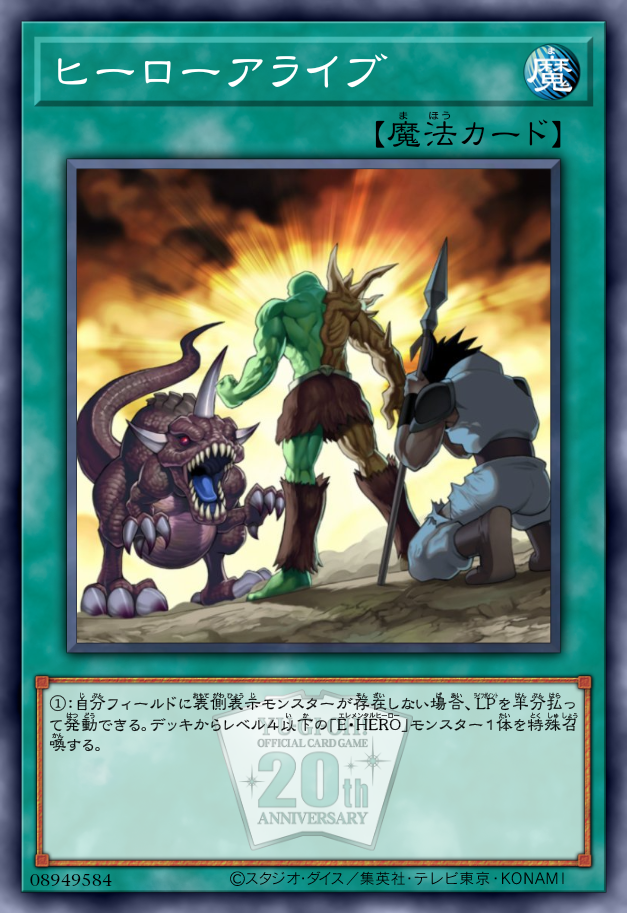 ヒーローアライブ
魔
【魔法カード】
①：自分フィールドに表側表示モンスターが存在しない場合、LPを半分払っ
て発動できる。デッキからレベル４以下の「E・HERO」モンスター１体を特殊召
喚する。
YU-GI-OH!
OFFICIAL CARD GAME
20th
ANNIVERSARY
08949584
©スタジオ・ダイス／集英社・テレビ東京・KONAMI